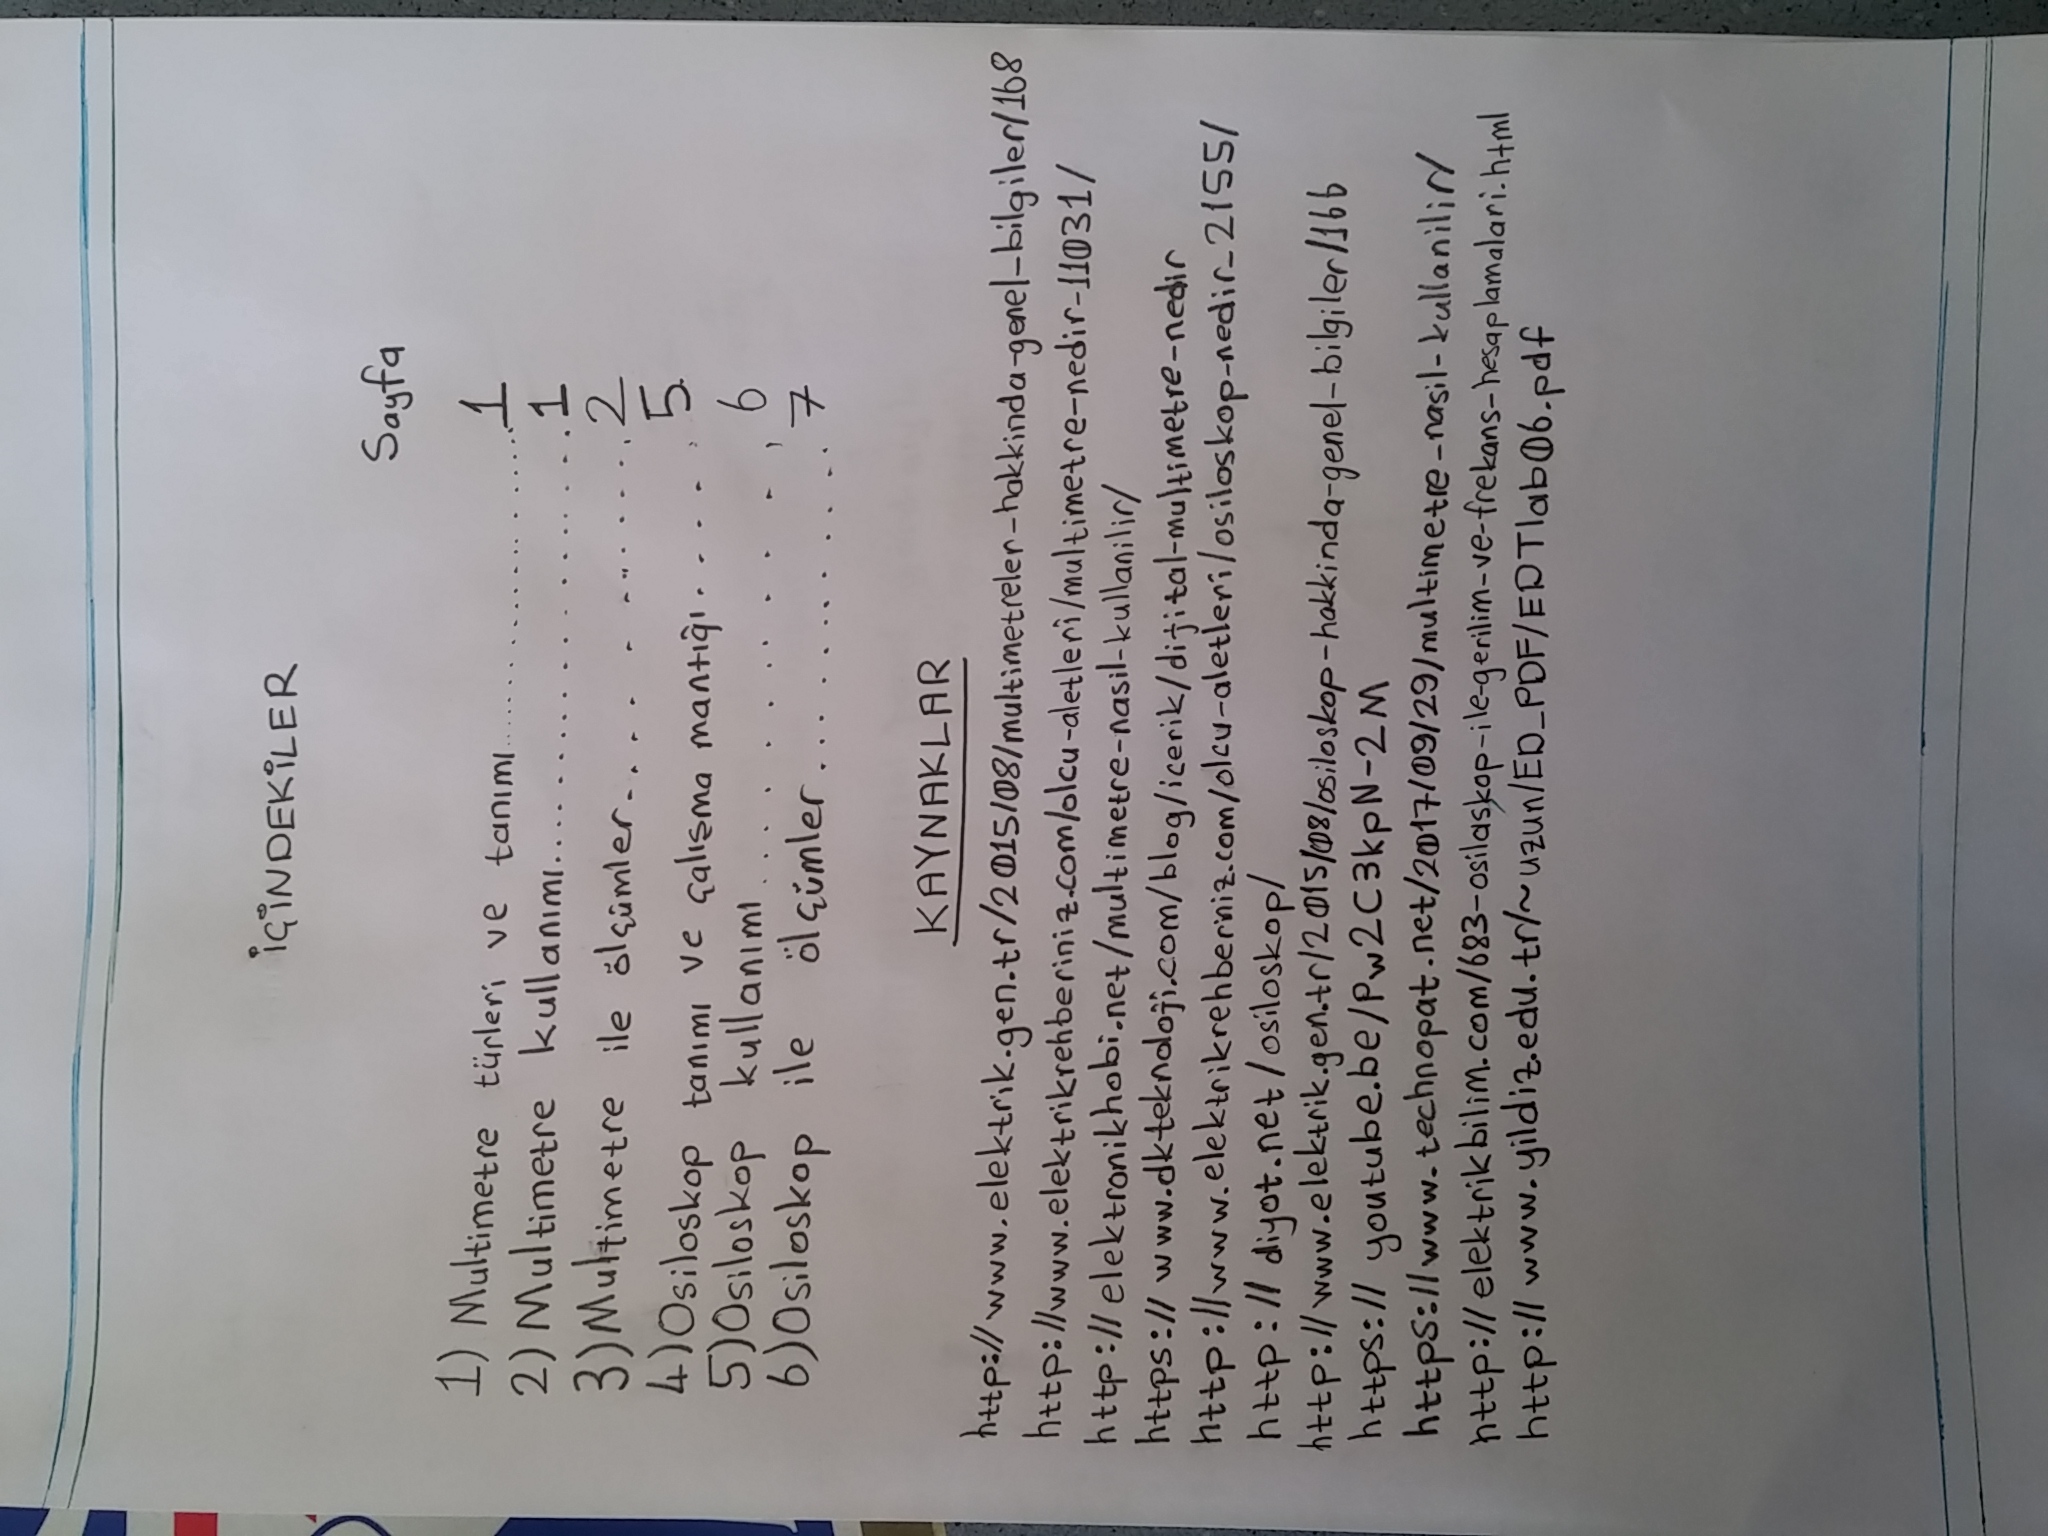 İÇİNDEKİLER
Sayfa
1) Multimetre türleri ve tanımı.................... 1
2) Multimetre kullanımı.................... 1
3) Multimetre ile ölçümler.................... 2
4) Osiloskop tanımı ve çalışma mantığı..... 5
5) Osiloskop kullanımı............ 6
6) Osiloskop ile ölçümler............ 7
KAYNAKLAR
http://www.elektrik.gen.tr/2015/08/multimetreler-hakkinda-genel-bilgiler/168
http://www.elektrikrehberiniz.com/olcu-aletleri/multimetre-nedir-11031/
http://elektronikhobi.net/multimetre-nasil-kullanilir/
https://www.dkteknoloji.com/blog/icerik/dijital-multimetre-nedir
http://www.elektrikrehberniz.com/olcu-aletleri/osiloskop-nedir-2155/
http://diyot.net/osiloskop/
http://www.elektrik.gen.tr/2015/08/osiloskop-hakkinda-genel-bilgiler/166
https://youtube.be/Pw2C3kpN-2M
https://www.technopat.net/2017/09/29/multimetre-nasil-kullanilir/
http://elektrikbilim.com/683-osilaskop-ile-gerilim-ve-frekans-hesaplamalari.html
http://www.yildiz.edu.tr/~uzun/ED_PDF/EDTlab06.pdf